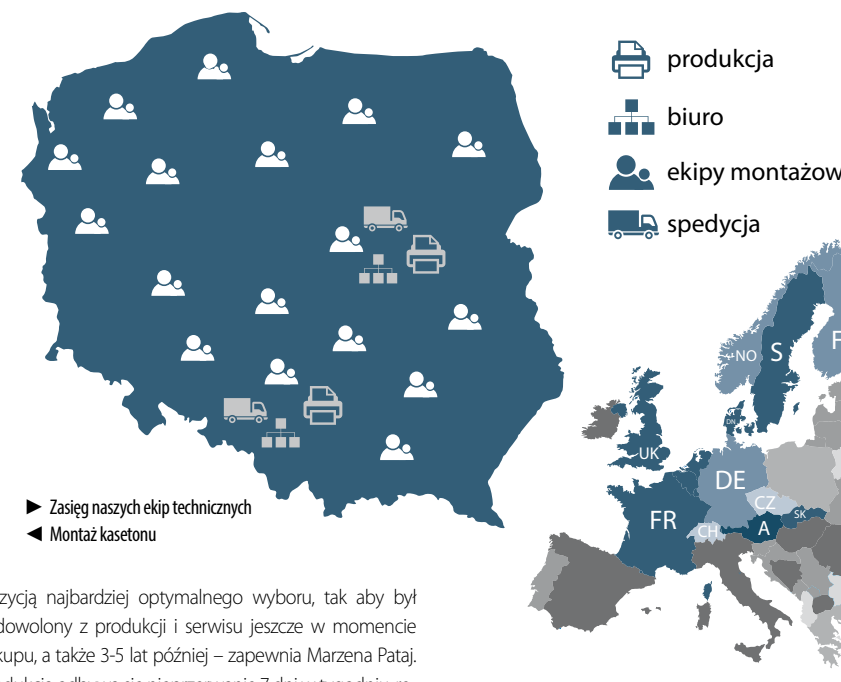 produkcja
biuro
ekipy montażow
spedycja
NO
S
F
DN
UK
DE
CZ
SK
FR
CH
A
► Zasięg naszych ekip technicznych
◄ Montaż kasetonu
zycją najbardziej optymalnego wyboru, tak aby był
dowolony z produkcji i serwisu jeszcze w momencie
kupu, a także 3-5 lat później – zapewnia Marzena Pataj.